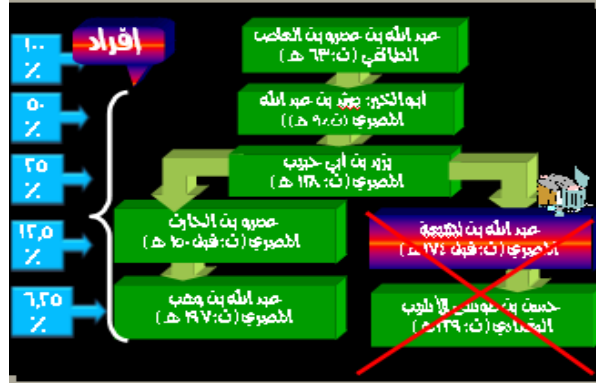 إفراد
١٠٠
٪
٥٠
٪
٢٥
٪
١٢,٥
٪
٦,٢٥
٪
عبد الله بن عمرو بن العاص
الطائفي (ت: ٦٣ هـ)
أبو الخير: يزيد بن عبد الله
المصري (ت: ٩٠ هـ))
يزيد بن أبي حبيب
المصري (ت: ١٢٨ هـ)
عمرو بن الحارث
المصري (ت: قبل ١٥٠ هـ)
عبد الله بن لهيعة
المصري (ت: قبل ١٧٤ هـ)
عبد الله بن وهب
المصري (ت: ١٩٧ هـ)
حسن بن موسى الأشيب
البغدادي (ت: ٢٣٩ هـ)